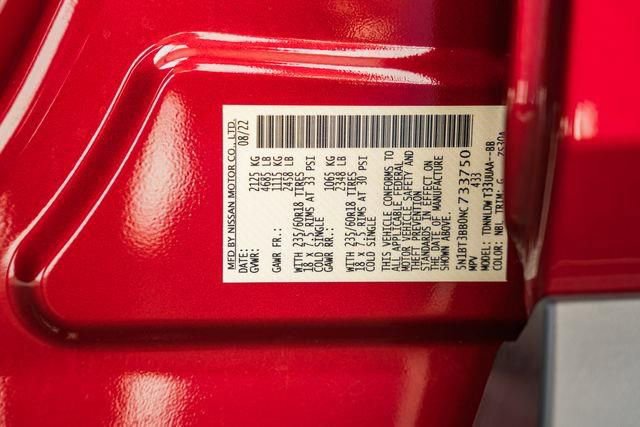 MFD BY NISSAN MOTOR CO., LTD
DATE: 08/22
GVWR: 2125 KG
4685 LB
GAWR FR.: 1115 KG
2458 LB
WITH 235/60R18 TIRES
18 X 7.5 RIMS AT 33 PSI
COLD SINGLE
GAWR RR.: 1065 KG
2348 LB
WITH 235/60R18 TIRES
18 X 7.5 RIMS AT 30 PSI
COLD SINGLE
THIS VEHICLE CONFORMS TO
ALL APPLICABLE FEDERAL
MOTOR VEHICLE SAFETY AND
THEFT PREVENTION
STANDARDS IN EFFECT ON
THE DATE OF MANUFACTURE
SHOWN ABOVE.
5N1BT3BB0NC733750
MPV 433
MODEL:
COLOR: NBL TRIM G